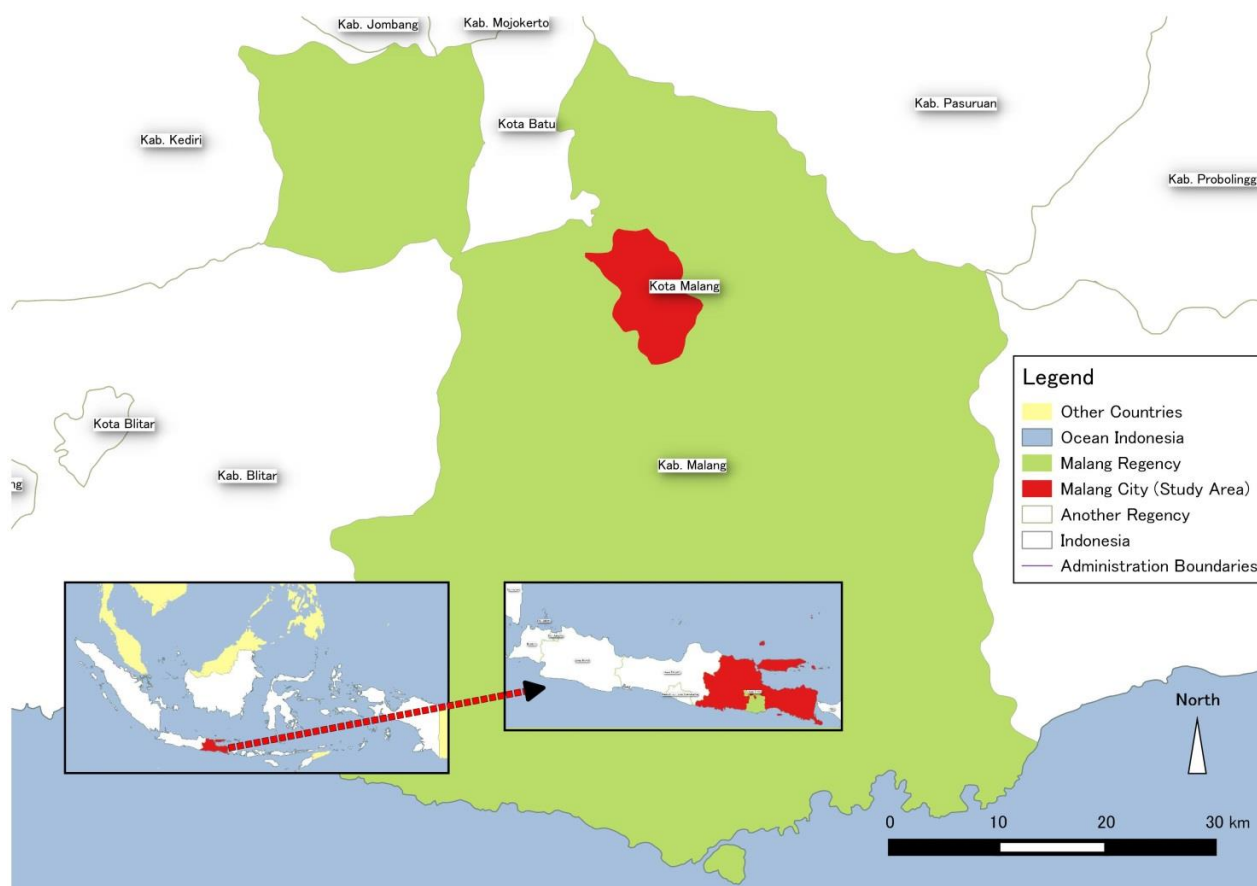 Kab. Jombang
Kab. Mojokerto
Kab. Pasuruan
Kota Batu
Kab. Kediri
Kab. Probolingg
Kota Malang
Legend
Other Countries
Ocean Indonesia
Malang Regency
Malang City (Study Area)
Another Regency
Indonesia
Administration Boundaries
Kota Blitar
Kab. Malang
Kab. Blitar
ng
North
0 10 20 30 km